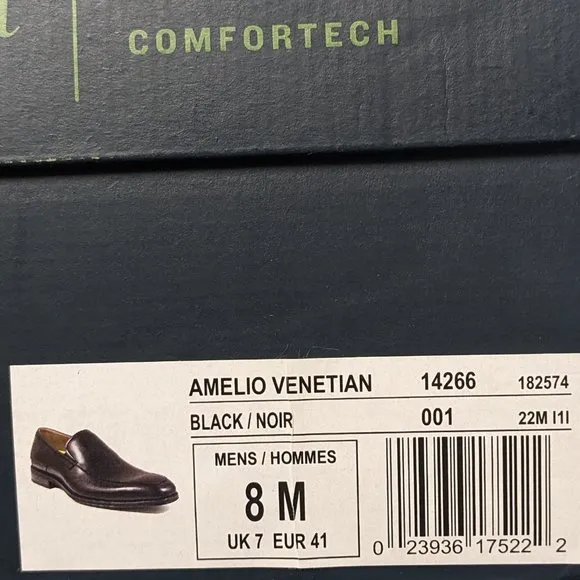 COMFORTECH
AMELIO VENETIAN 14266 182574
BLACK / NOIR 001 22M I1I
MENS / HOMMES
8 M
UK 7 EUR 41
0 23936 17522 2